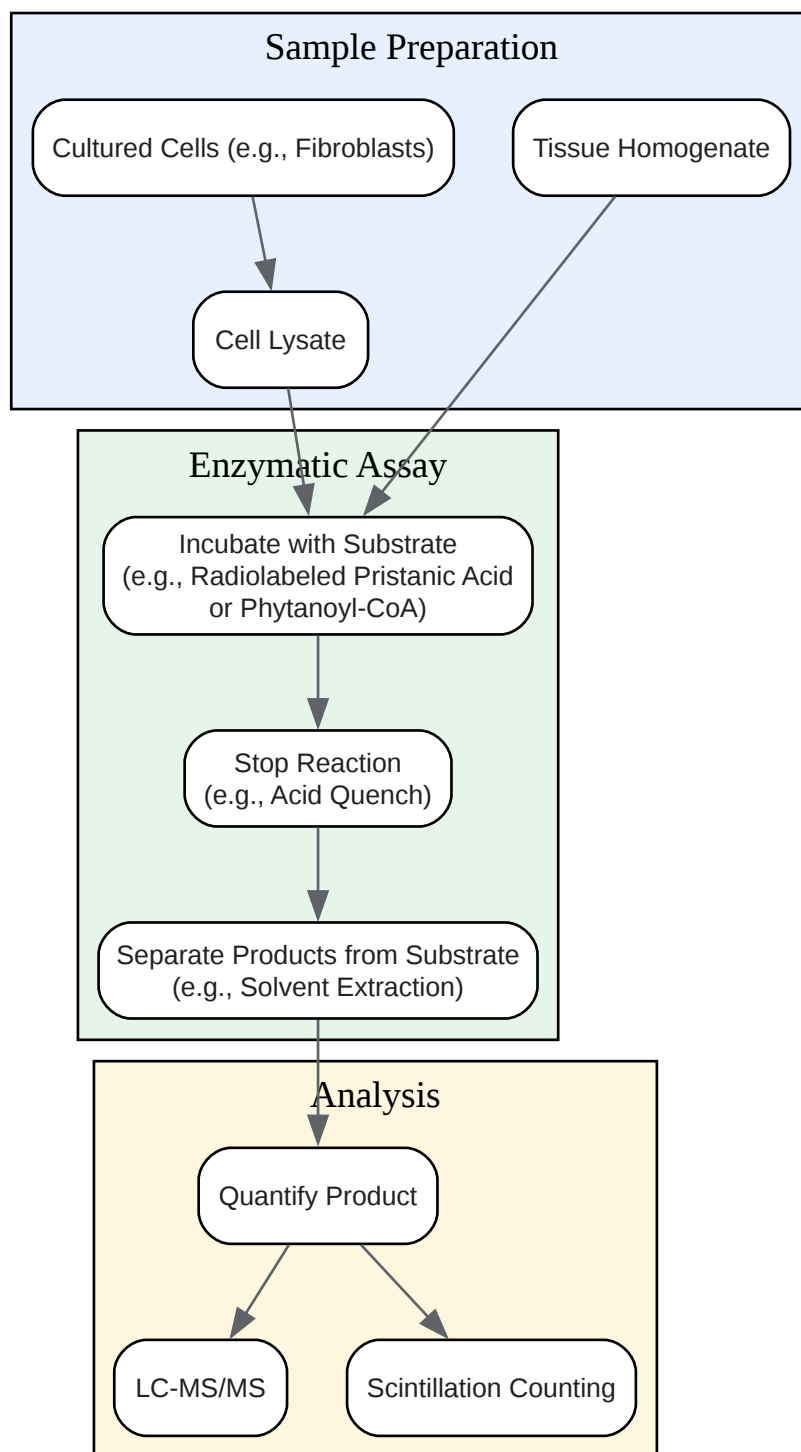 Sample Preparation
Cultured Cells (e.g., Fibroblasts)
Tissue Homogenate
Cell Lysate
Enzymatic Assay
Incubate with Substrate
(e.g., Radiolabeled Pristanic Acid
or Phytanoyl-CoA)
Stop Reaction
(e.g., Acid Quench)
Separate Products from Substrate
(e.g., Solvent Extraction)
Analysis
Quantify Product
LC-MS/MS
Scintillation Counting